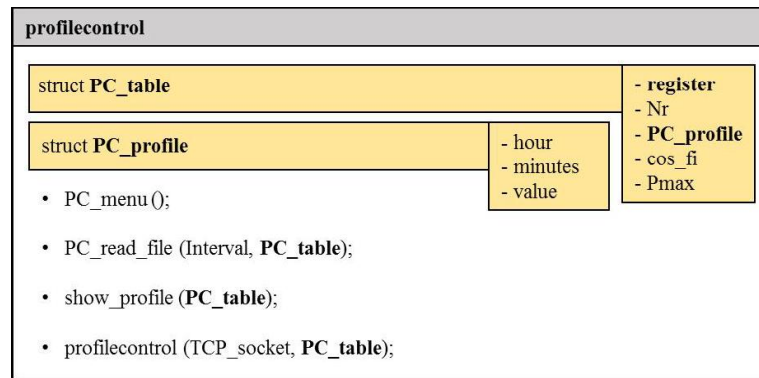 profilecontrol
struct PC_table
- register
- Nr
- PC_profile
- cos_fi
- Pmax
struct PC_profile
- hour
- minutes
- value
• PC_menu ();
• PC_read_file (Interval, PC_table);
• show_profile (PC_table);
• profilecontrol (TCP_socket, PC_table);